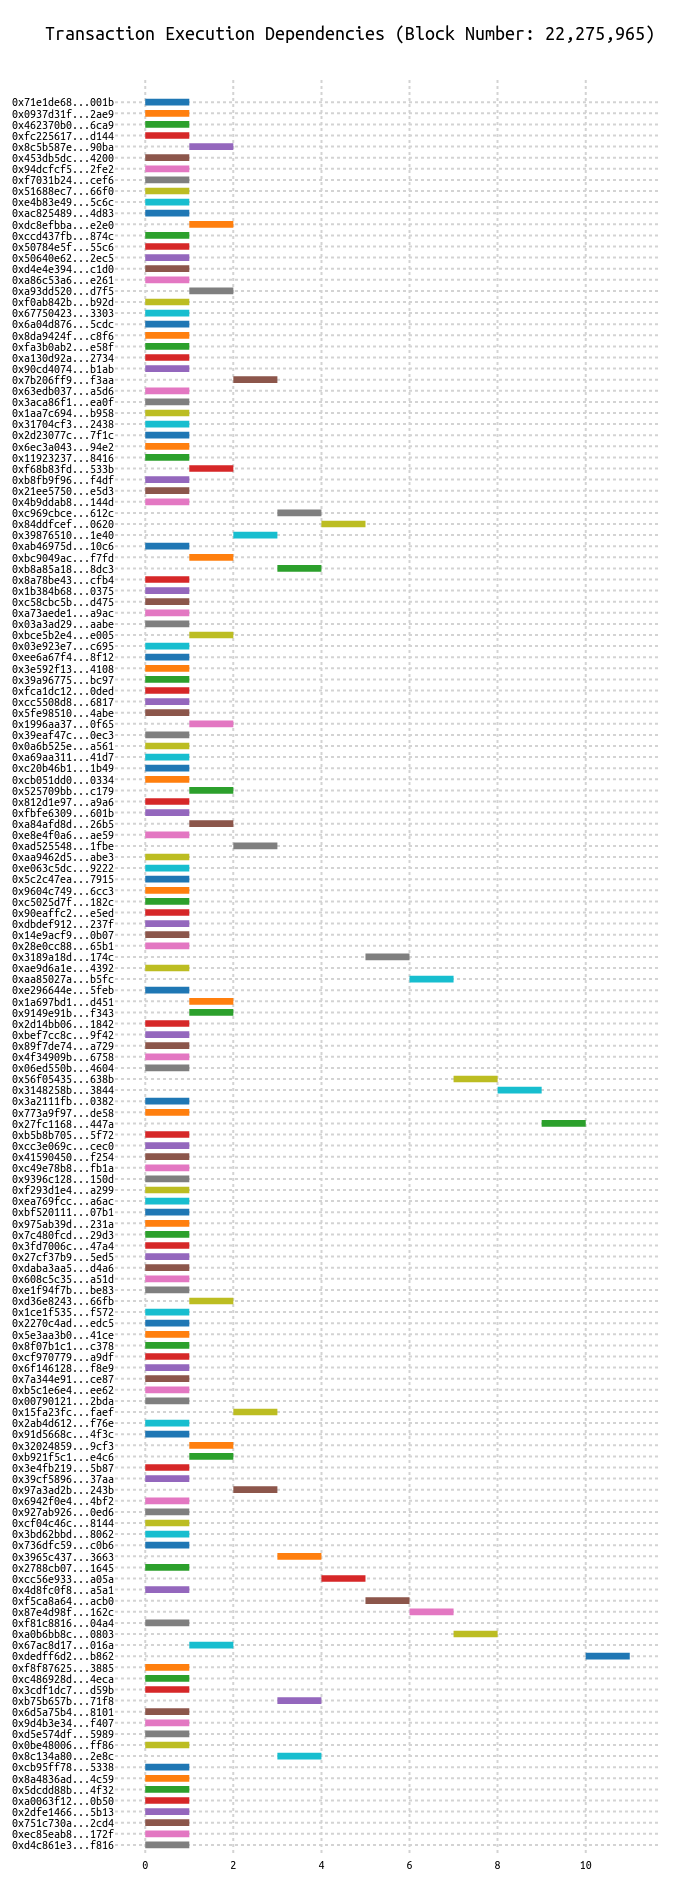 Transaction Execution Dependencies (Block Number: 22,275,965)
0x71e1de68...001b
0x0937d31f...2ae9
0x462370b0...6ca9
0xfc225617...d144
0x8c5b587e...90ba
0x453db5dc...4200
0x94dcfcf5...2fe2
0xf7031b24...cef6
0x51688ec7...66f0
0xe4b83e49...5c6c
0xac825489...4d83
0xdc8efbba...e2e0
0xccd437fb...874c
0x50784e5f...55c6
0x50640e62...2ec5
0xd4e4e394...c1d0
0xa86c53a6...e261
0xa93dd520...d7f5
0xf0ab842b...b92d
0x67750423...3303
0x6a04d876...5cdc
0x8da9424f...c8f6
0xfa3b0ab2...e58f
0xa130d92a...2734
0x90cd4074...b1ab
0x7b206ff9...f3aa
0x63edb037...a5d6
0x3aca86f1...ea0f
0x1aa7c694...b958
0x31704cf3...2438
0x2d23077c...7f1c
0x6ec3a043...94e2
0x11923237...8416
0xf68b83fd...533b
0xb8fb9f96...f4df
0x21ee5750...e5d3
0x4b9ddab8...144d
0xc969cbce...612c
0x84ddfcef...0620
0x39876510...1e40
0xab46975d...10c6
0xbc9049ac...f7fd
0xb8a85a18...8dc3
0x8a78be43...cfb4
0x1b384b68...0375
0xc58cbc5b...d475
0xa73aede1...a9ac
0x03a3ad29...aabe
0xbce5b2e4...e005
0x03e923e7...c695
0xee6a67f4...8f12
0x3e592f13...4108
0x39a96775...bc97
0xfca1dc12...0ded
0xcc5508d8...6817
0x5fe98510...4abe
0x1996aa37...0f65
0x39eaf47c...0ec3
0x0a6b525e...a561
0xa69aa311...41d7
0xc20b46b1...1b49
0xcb051dd0...0334
0x525709bb...c179
0x812d1e97...a9a6
0xfbfe6309...601b
0xa84afd8d...26b5
0xe8e4f0a6...ae59
0xad525548...1fbe
0xaa9462d5...abe3
0xe063c5dc...9222
0x5c2c47ea...7915
0x9604c749...6cc3
0xc5025d7f...182c
0x90eaffc2...e5ed
0xdbdef912...237f
0x14e9acf9...0b07
0x28e0cc88...65b1
0x3189a18d...174c
0xae9d6a1e...4392
0xaa85027a...b5fc
0xe296644e...5feb
0x1a697bd1...d451
0x9149e91b...f343
0x2d14bb06...1842
0xbef7cc8c...9f42
0x89f7de74...a729
0x4f34909b...6758
0x06ed550b...4604
0x56f05435...638b
0x3148258b...3844
0x3a2111fb...0382
0x773a9f97...de58
0x27fc1168...447a
0xb5b8b705...5f72
0xcc3e069c...cec0
0x41590450...f254
0xc49e78b8...fb1a
0x9396c128...150d
0xf293d1e4...a299
0xea769fcc...a6ac
0xbf520111...07b1
0x975ab39d...231a
0x7c480fcd...29d3
0x3fd7006c...47a4
0x27cf37b9...5ed5
0xdaba3aa5...d4a6
0x608c5c35...a51d
0xe1f94f7b...be83
0xd36e8243...66fb
0x1ce1f535...f572
0x2270c4ad...edc5
0x5e3aa3b0...41ce
0x8f07b1c1...c378
0xcf970779...a9df
0x6f146128...f8e9
0x7a344e91...ce87
0xb5c1e6e4...ee62
0x00790121...2bda
0x15fa23fc...faef
0x2ab4d612...f76e
0x91d5668c...4f3c
0x32024859...9cf3
0xb921f5c1...e4c6
0x3e4fb219...5b87
0x39cf5896...37aa
0x97a3ad2b...243b
0x6942f0e4...4bf2
0x927ab926...0ed6
0xcf04c46c...8144
0x3bd62bbd...8062
0x736dfc59...c0b6
0x3965c437...3663
0x2788cb07...1645
0xcc56e933...a05a
0x4d8fc0f8...a5a1
0xf5ca8a64...acb0
0x87e4d98f...162c
0xf81c8816...04a4
0xa0b6bb8c...0803
0x67ac8d17...016a
0xdedff6d2...b862
0xf8f87625...3885
0xc486928d...4eca
0x3cdf1dc7...d59b
0xb75b657b...71f8
0x6d5a75b4...8101
0x9d4b3e34...f407
0xd5e574df...5989
0x0be48006...ff86
0x8c134a80...2e8c
0xcb95ff78...5338
0x8a4836ad...4c59
0x5dcdd88b...4f32
0xa0063f12...0b50
0x2dfe1466...5b13
0x751c730a...2cd4
0xec85eab8...172f
0xd4c861e3...f816
0 2 4 6 8 10